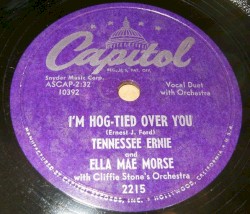 Capitol
Snyder Music Corp.
ASCAP-2:32
10392
Vocal Duet
with Orchestra
I'M HOG-TIED OVER YOU
(Ernest J. Ford)
TENNESSEE ERNIE
and
ELLA MAE MORSE
with Cliffie Stone's Orchestra
2215